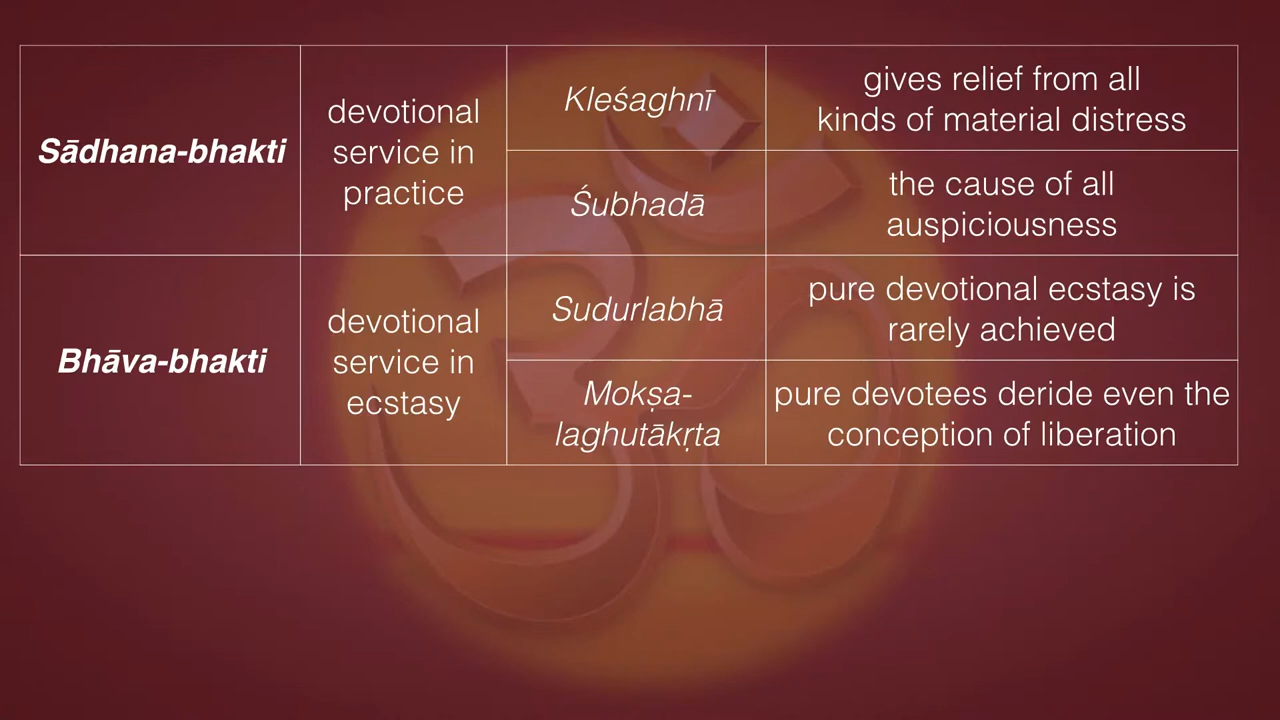 Sādhana-bhakti
devotional
service in
practice
Kleśaghnī
gives relief from all
kinds of material distress
Śubhadā
the cause of all
auspiciousness
Bhāva-bhakti
devotional
service in
ecstasy
Sudurlabhā
pure devotional ecstasy is
rarely achieved
Mokṣa-
laghutākṛta
pure devotees deride even the
conception of liberation